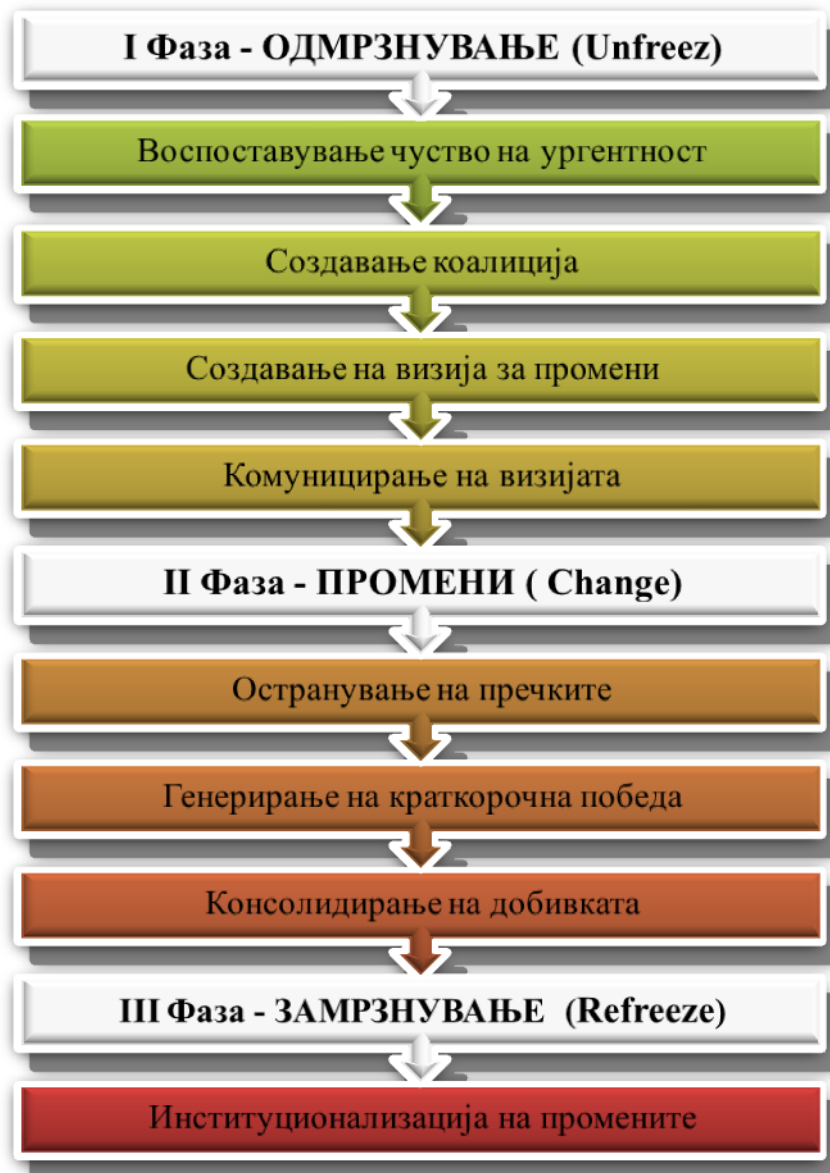 I Фаза - ОДМРЗНУВАЊЕ (Unfreez)
Воспоставување чуство на ургентност
Создавање коалиција
Создавање на визија за промени
Комуницирање на визијата
II Фаза - ПРОМЕНИ ( Change)
Остранување на пречките
Генерирање на краткорочна победа
Консолидирање на добивката
III Фаза - ЗАМРЗНУВАЊЕ (Refreeze)
Институционализација на промените